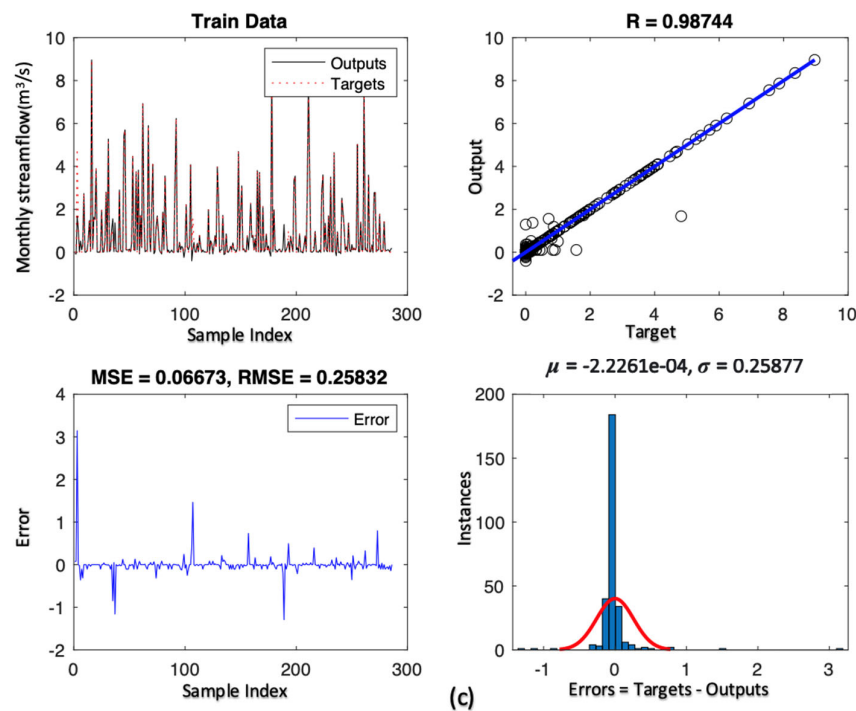 Train Data
Monthly streamflow(m³/s)
10
8
6
4
2
0
-2
Outputs
Targets
0
100
200
300
Sample Index
R = 0.98744
Output
10
8
6
4
2
0
-2
0
2
4
6
8
10
Target
MSE = 0.06673, RMSE = 0.25832
Error
4
3
2
1
0
-1
-2
Error
0
100
200
300
Sample Index
μ = -2.2261e-04, σ = 0.25877
Instances
200
150
100
50
0
-1
0
1
2
3
Errors = Targets - Outputs
(c)